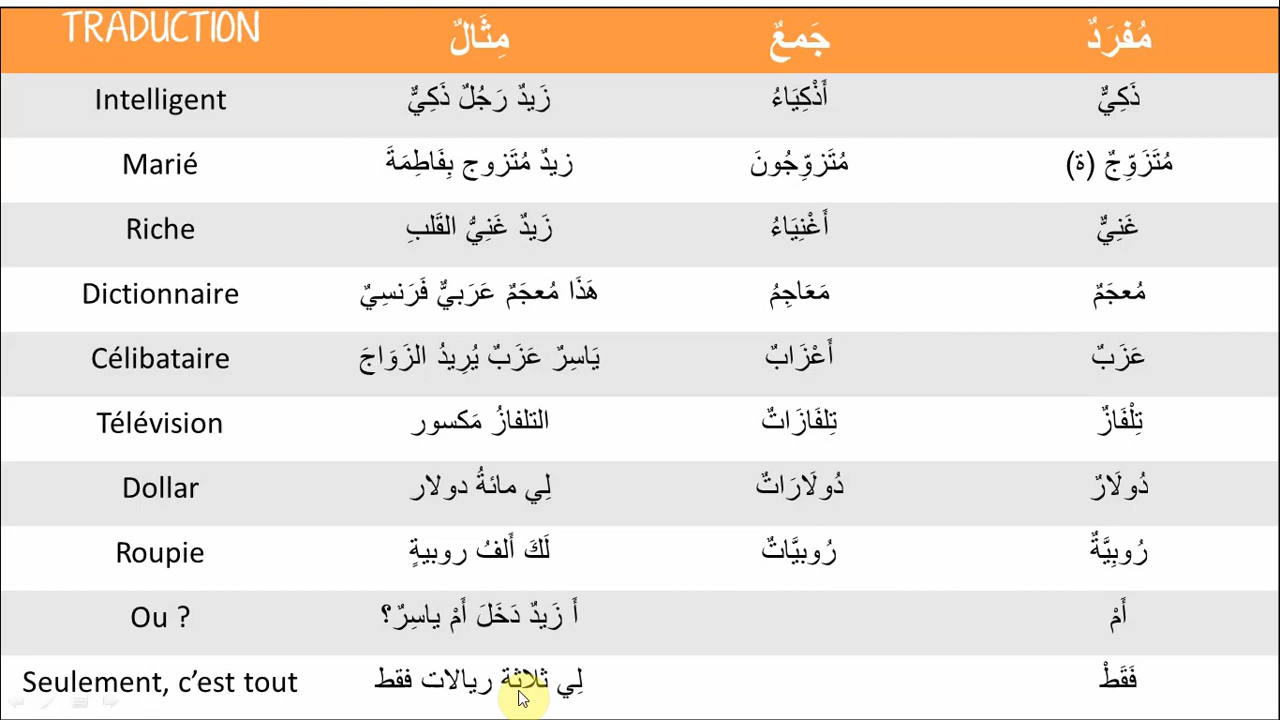 مُفرَدٌ جَمعٌ مِثَالٌ TRADUCTION
ذَكِيٌّ أَذْكِيَاءُ زَيدٌ رَجُلٌ ذَكِيٌّ Intelligent
مُتَزَوِّجٌ (ة) مُتَزوِّجُونَ زيدٌ مُتَزوج بِفَاطِمَةَ Marié
غَنِيٌّ أَغْنِيَاءُ زَيدٌ غَنِيُّ القَلبِ Riche
مُعجَمٌ مَعَاجِمُ هَذَا مُعجَمٌ عَرَبيٌّ فَرَنسِيٌ Dictionnaire
عَزَبٌ أَعْزَابٌ يَاسِرٌ عَزَبٌ يُرِيدُ الزَوَاجَ Célibataire
تِلْفَازٌ تِلفَازَاتٌ التلفازُ مَكسور Télévision
دُولَارٌ دُولَارَاتٌ لِي مائةُ دولار Dollar
رُوبِيَّةٌ رُوبيَّاتٌ لَكَ أَلفُ روبيةٍ Roupie
أَمْ أَ زَيدٌ دَخَلَ أَمْ ياسِرٌ؟ Ou ?
فَقَطْ لِي ثلاثة ريالات فقط Seulement, c’est tout